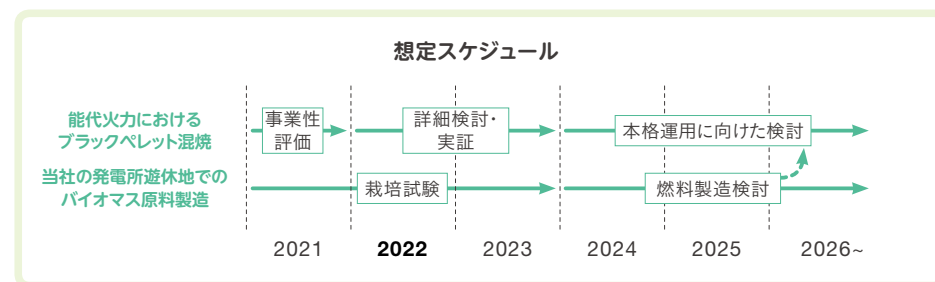 想定スケジュール
能代火力における
ブラックペレット混焼
事業性
評価
詳細検討・
実証
本格運用に向けた検討
当社の発電所遊休地での
バイオマス原料製造
栽培試験
燃料製造検討
2021
2022
2023
2024
2025
2026~